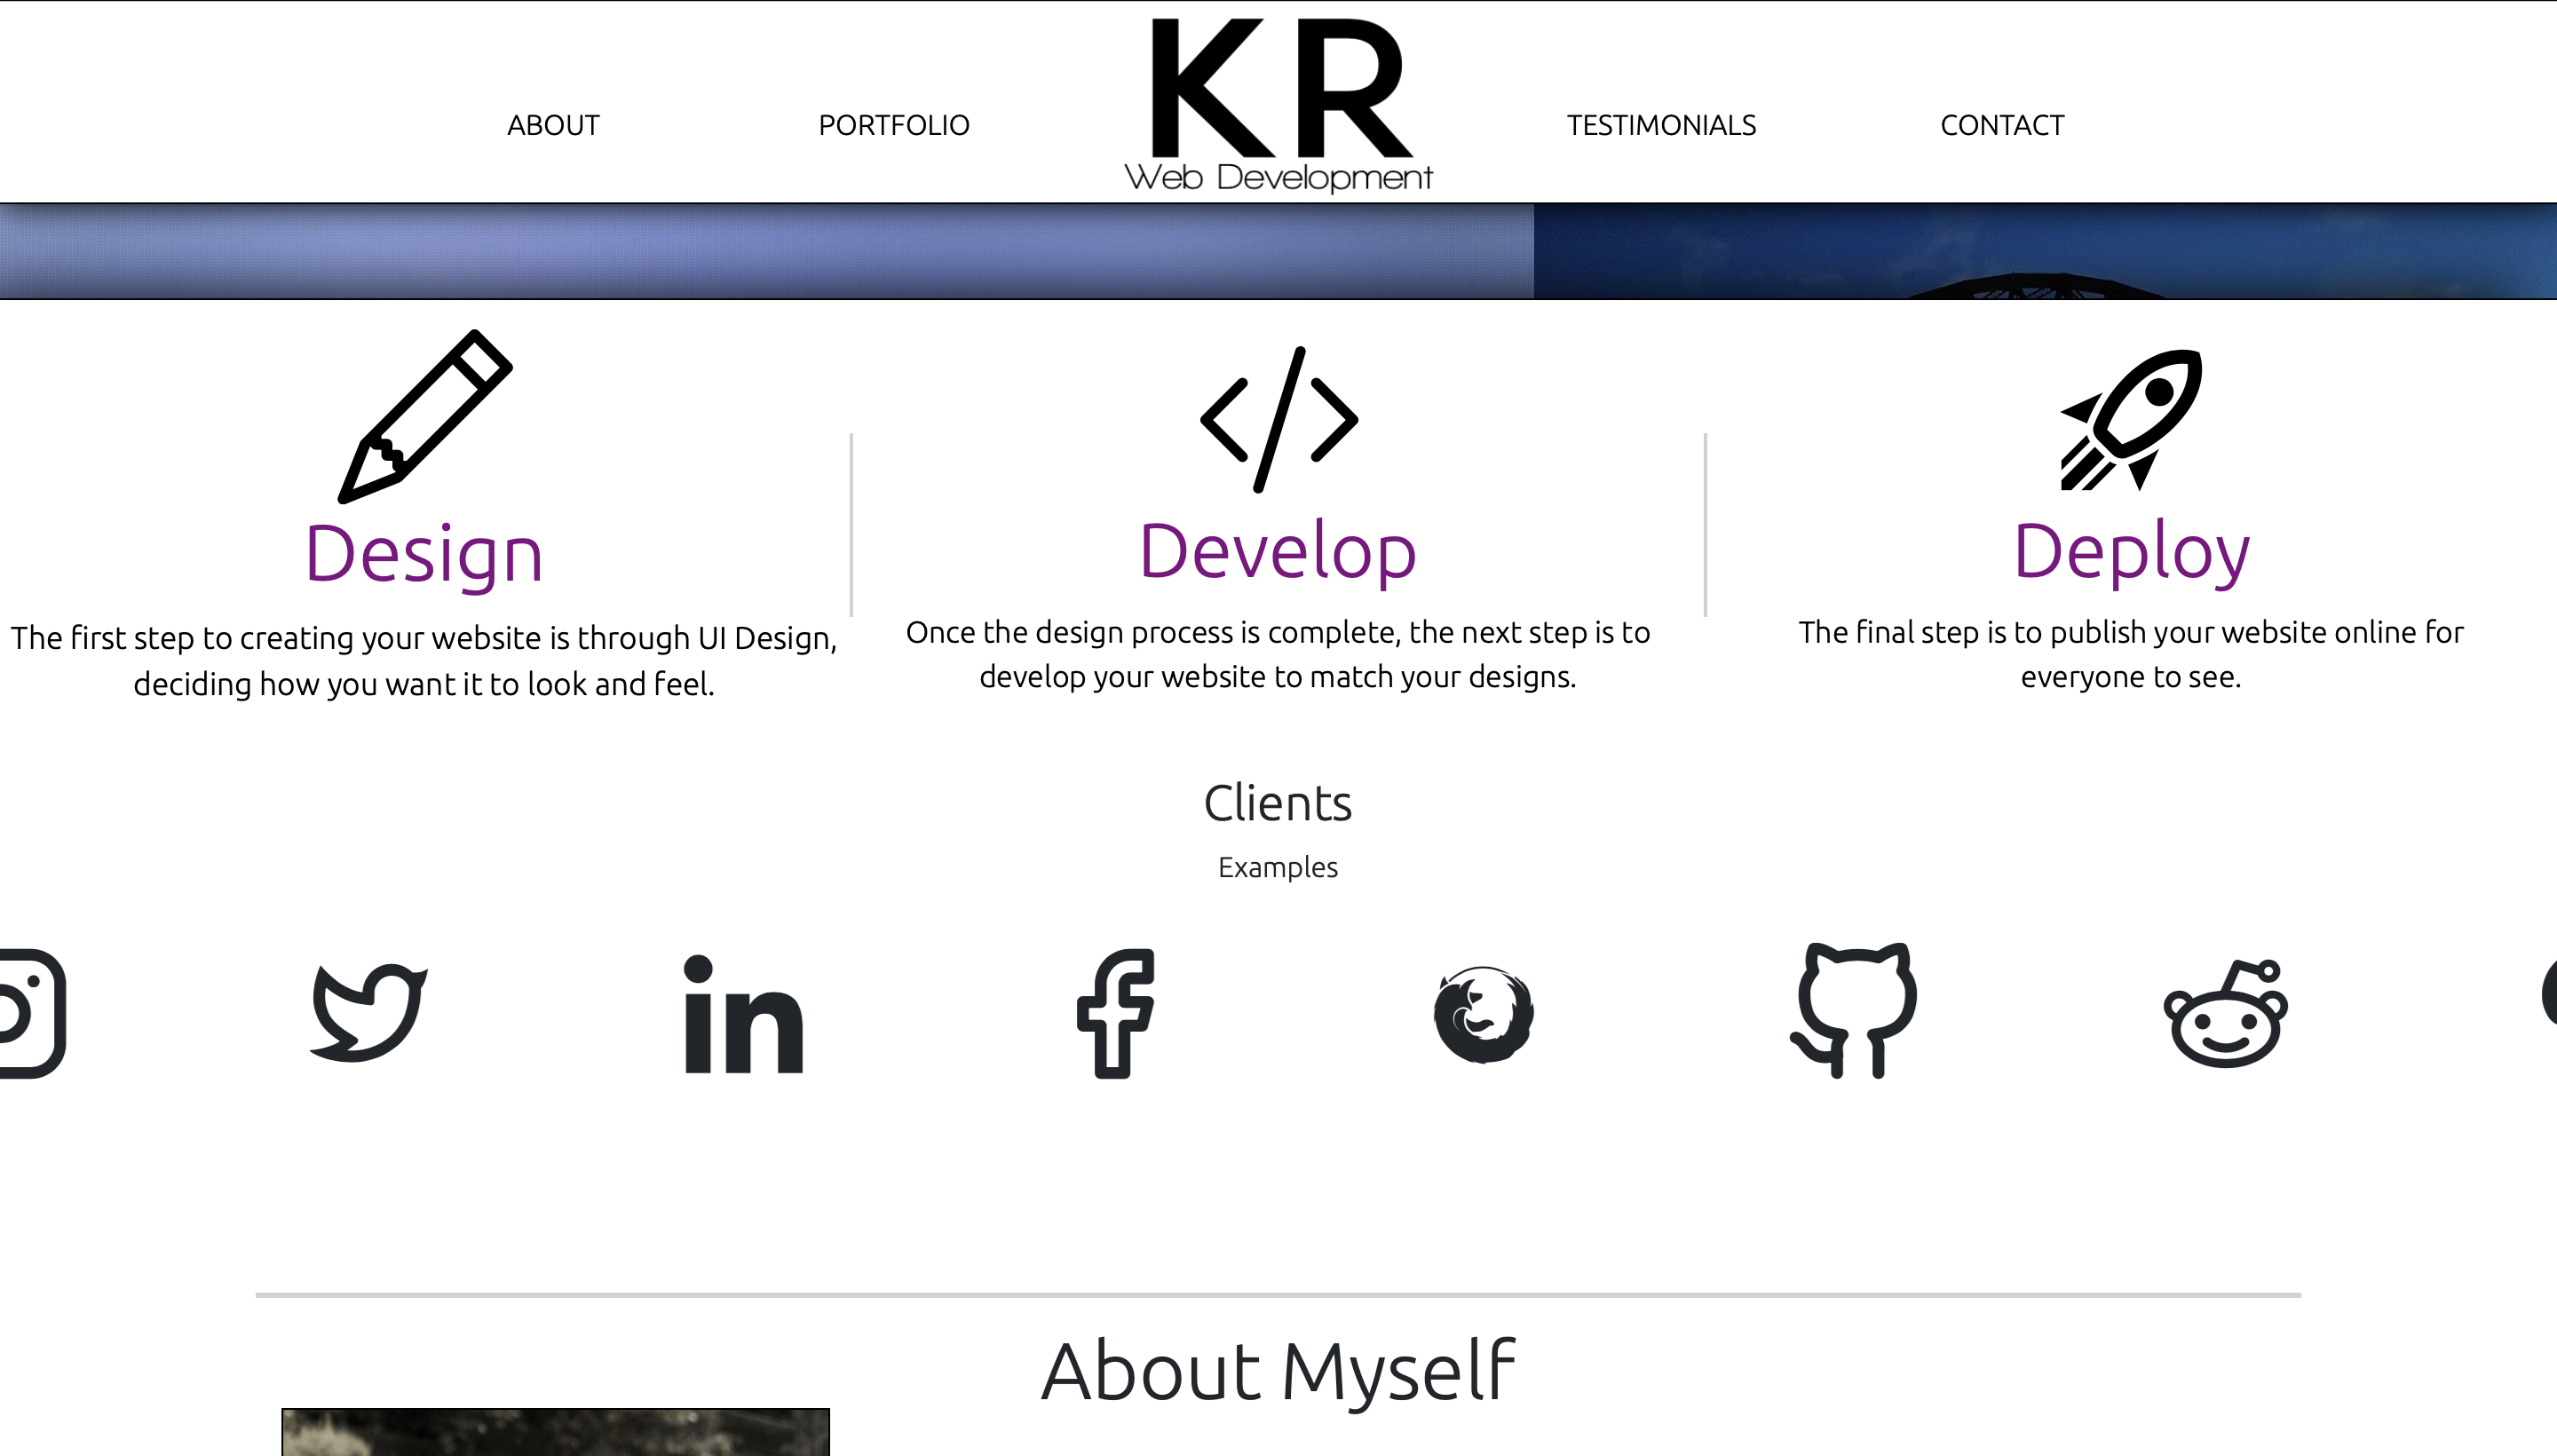 ABOUT
PORTFOLIO
KR
Web Development
TESTIMONIALS
CONTACT
Design
The first step to creating your website is through UI Design,
deciding how you want it to look and feel.
Develop
Once the design process is complete, the next step is to
develop your website to match your designs.
Deploy
The final step is to publish your website online for
everyone to see.
Clients
Examples
About Myself